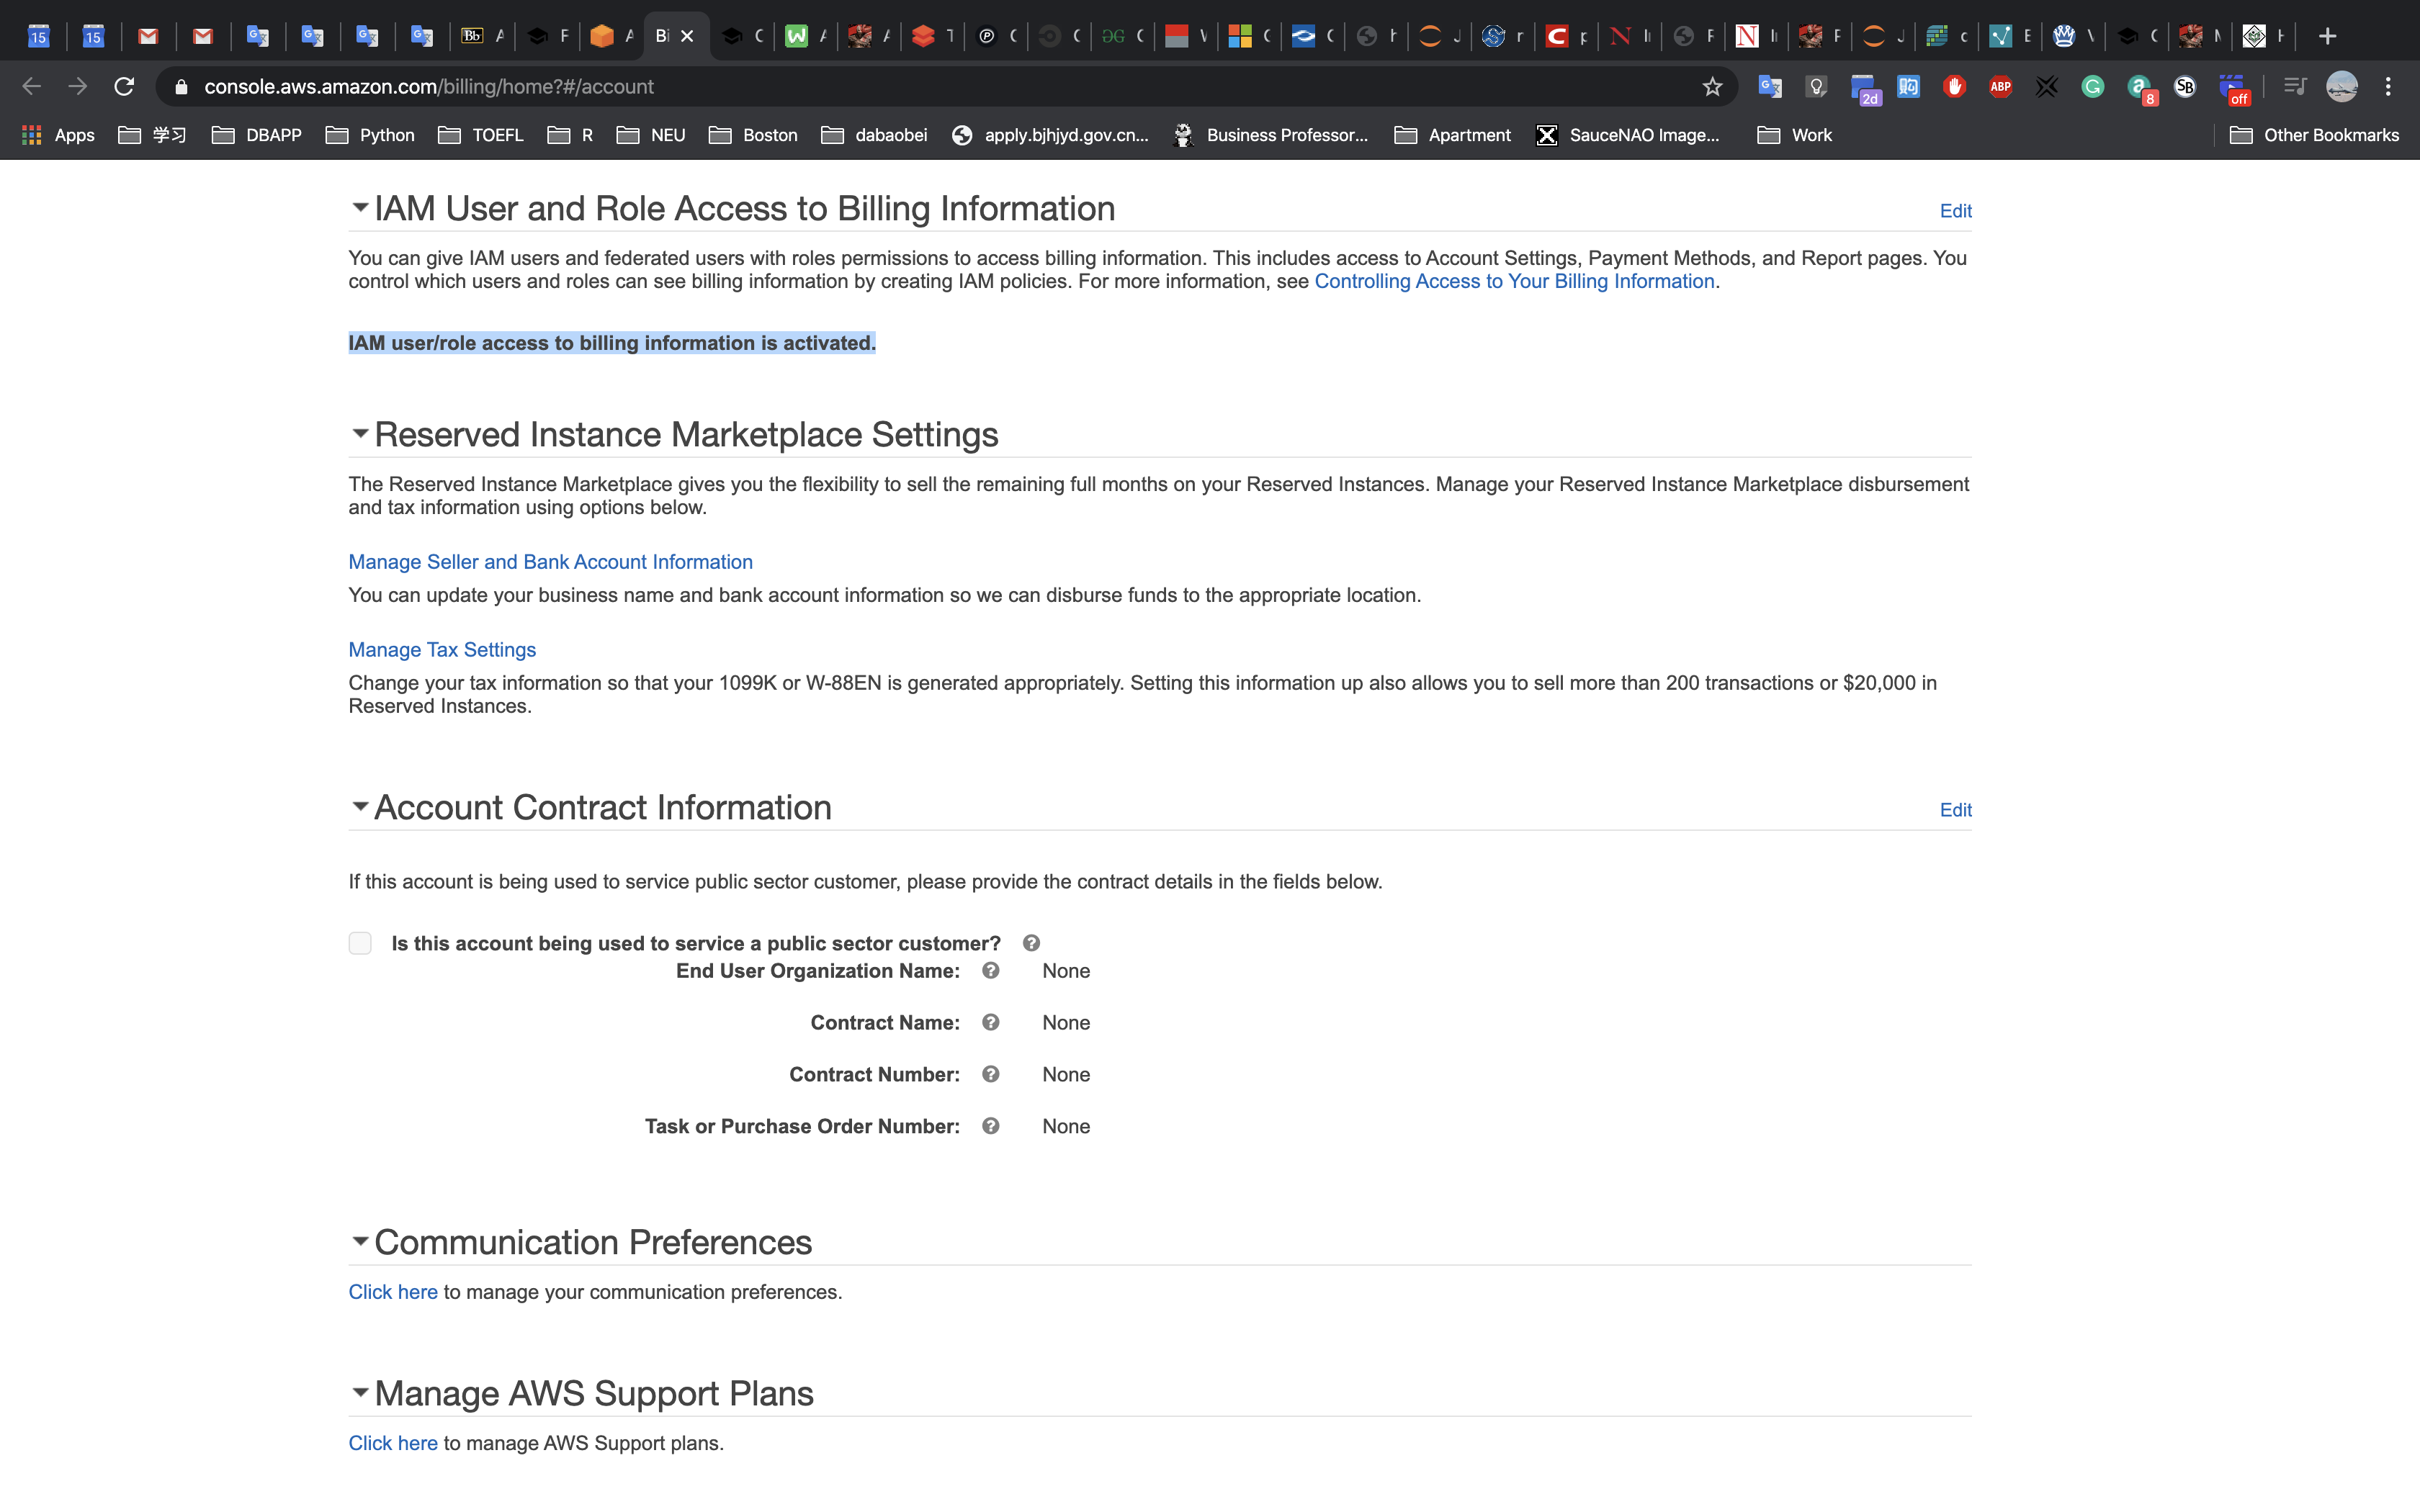 15 15 Bb A F A Bi C A A T C C C V C C h J r p I F I F J c E V C M H
console.aws.amazon.com/billing/home?#/account 2d ABP 8 SB off
Apps 学习 DBAPP Python TOEFL R NEU Boston dabaobei apply.bjhjyd.gov.cn... Business Professor... Apartment SauceNAO Image... Work Other Bookmarks
IAM User and Role Access to Billing Information Edit
You can give IAM users and federated users with roles permissions to access billing information. This includes access to Account Settings, Payment Methods, and Report pages. You
control which users and roles can see billing information by creating IAM policies. For more information, see Controlling Access to Your Billing Information.
IAM user/role access to billing information is activated.
Reserved Instance Marketplace Settings
The Reserved Instance Marketplace gives you the flexibility to sell the remaining full months on your Reserved Instances. Manage your Reserved Instance Marketplace disbursement
and tax information using options below.
Manage Seller and Bank Account Information
You can update your business name and bank account information so we can disburse funds to the appropriate location.
Manage Tax Settings
Change your tax information so that your 1099K or W-88EN is generated appropriately. Setting this information up also allows you to sell more than 200 transactions or $20,000 in
Reserved Instances.
Account Contract Information Edit
If this account is being used to service public sector customer, please provide the contract details in the fields below.
Is this account being used to service a public sector customer?
End User Organization Name: None
Contract Name: None
Contract Number: None
Task or Purchase Order Number: None
Communication Preferences
Click here to manage your communication preferences.
Manage AWS Support Plans
Click here to manage AWS Support plans.